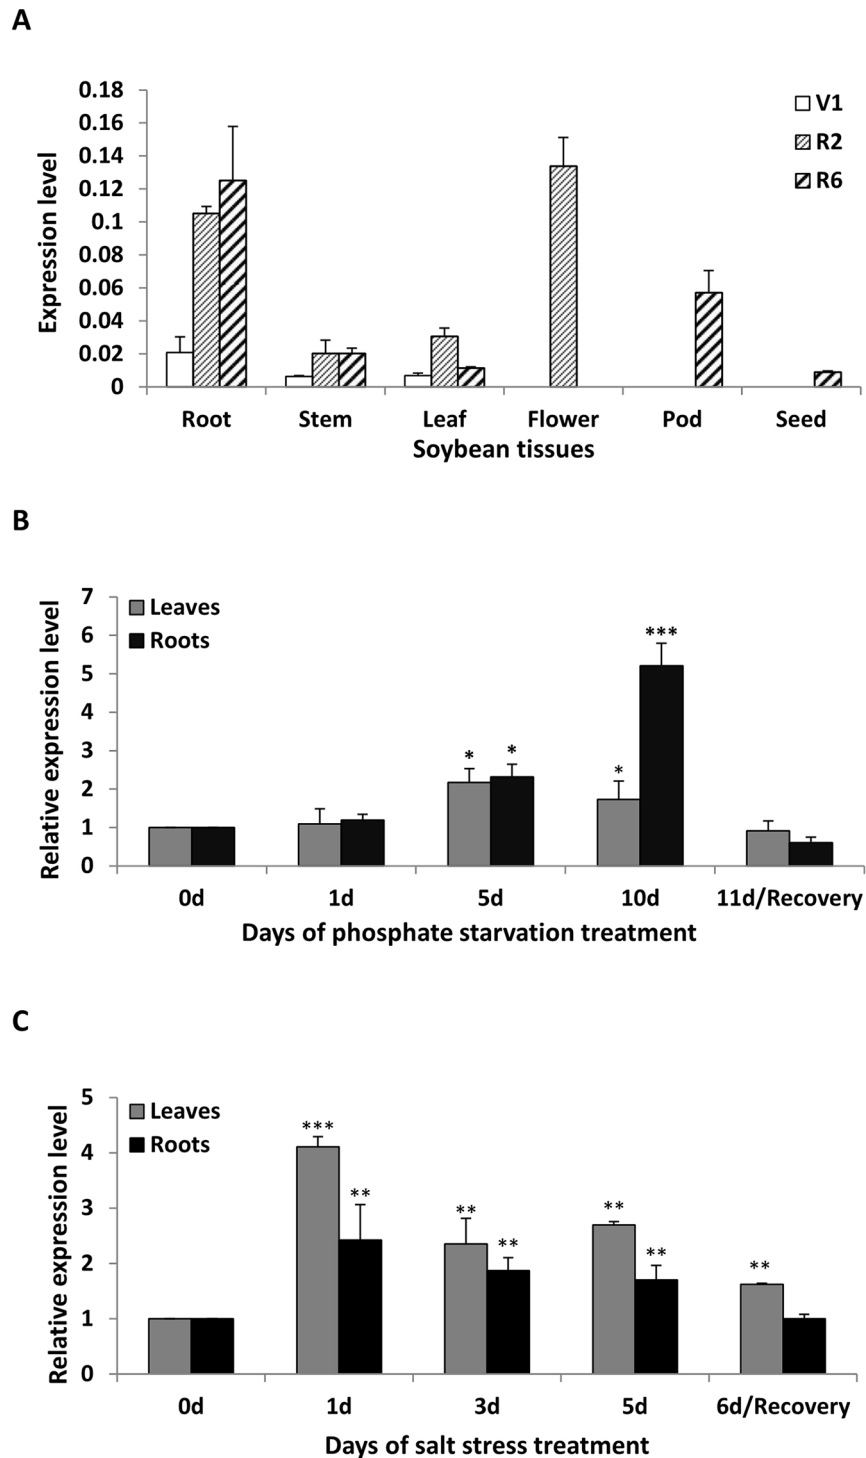 A
0.18
0.16
0.14
0.12
0.1
0.08
0.06
0.04
0.02
0
Expression level
V1
R2
R6
Root Stem Leaf Flower Pod Seed
Soybean tissues
B
7
6
5
4
3
2
1
0
Relative expression level
Leaves
Roots
* * * ***
0d 1d 5d 10d 11d/Recovery
Days of phosphate starvation treatment
C
5
4
3
2
1
0
Relative expression level
Leaves
Roots
*** ** ** ** ** ** **
0d 1d 3d 5d 6d/Recovery
Days of salt stress treatment